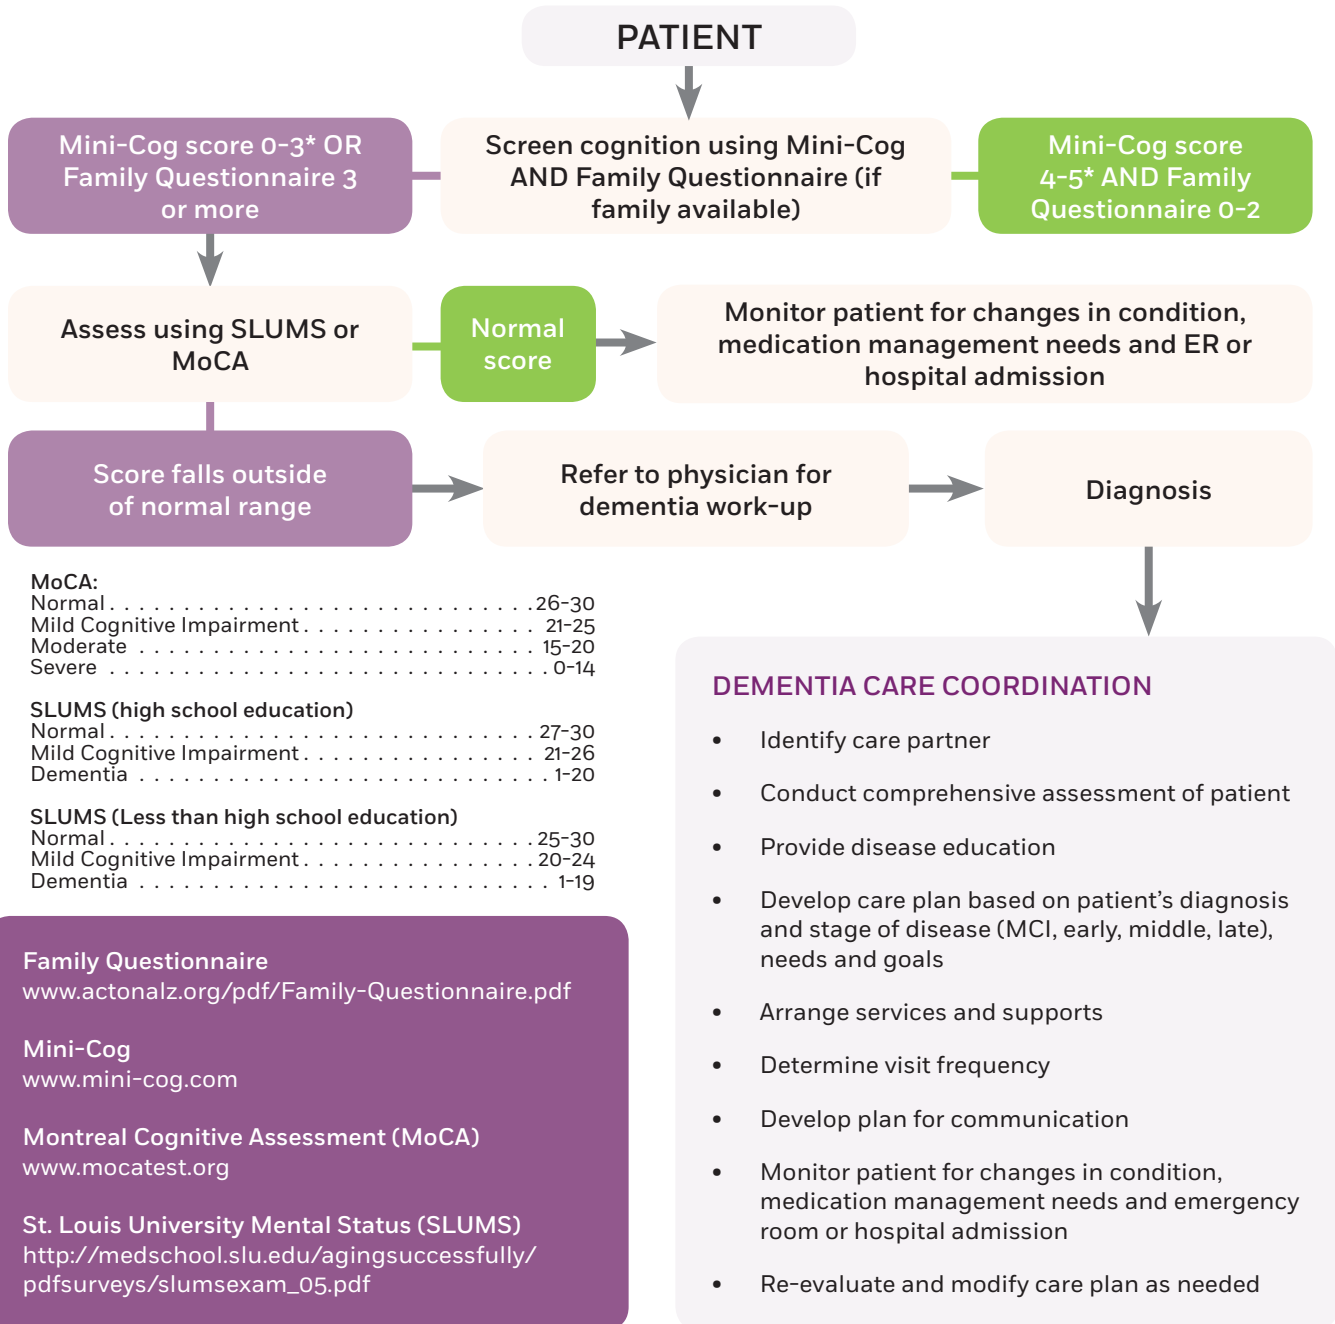 PATIENT
Mini-Cog score 0-3* OR
Family Questionnaire 3
or more
Screen cognition using Mini-Cog
AND Family Questionnaire (if
family available)
Mini-Cog score
4-5* AND Family
Questionnaire 0-2
Assess using SLUMS or
MoCA
Normal
score
Monitor patient for changes in condition,
medication management needs and ER or
hospital admission
Score falls outside
of normal range
Refer to physician for
dementia work-up
Diagnosis
MoCA:
Normal . . . . . . . . . . . . . . . . . . . . . . . . . . . . . 26-30
Mild Cognitive Impairment . . . . . . . . . . . . . . . . 21-25
Moderate . . . . . . . . . . . . . . . . . . . . . . . . . . . 15-20
Severe . . . . . . . . . . . . . . . . . . . . . . . . . . . . . 0-14
SLUMS (high school education)
Normal . . . . . . . . . . . . . . . . . . . . . . . . . . . . . 27-30
Mild Cognitive Impairment . . . . . . . . . . . . . . . . 21-26
Dementia . . . . . . . . . . . . . . . . . . . . . . . . . . . 1-20
SLUMS (Less than high school education)
Normal . . . . . . . . . . . . . . . . . . . . . . . . . . . . . 25-30
Mild Cognitive Impairment . . . . . . . . . . . . . . . . 20-24
Dementia . . . . . . . . . . . . . . . . . . . . . . . . . . . 1-19
Family Questionnaire
www.actonalz.org/pdf/Family-Questionnaire.pdf
Mini-Cog
www.mini-cog.com
Montreal Cognitive Assessment (MoCA)
www.mocatest.org
St. Louis University Mental Status (SLUMS)
http://medschool.slu.edu/agingsuccessfully/
pdfsurveys/slumsexam_05.pdf
DEMENTIA CARE COORDINATION
• Identify care partner
• Conduct comprehensive assessment of patient
• Provide disease education
• Develop care plan based on patient's diagnosis
and stage of disease (MCI, early, middle, late),
needs and goals
• Arrange services and supports
• Determine visit frequency
• Develop plan for communication
• Monitor patient for changes in condition,
medication management needs and emergency
room or hospital admission
• Re-evaluate and modify care plan as needed